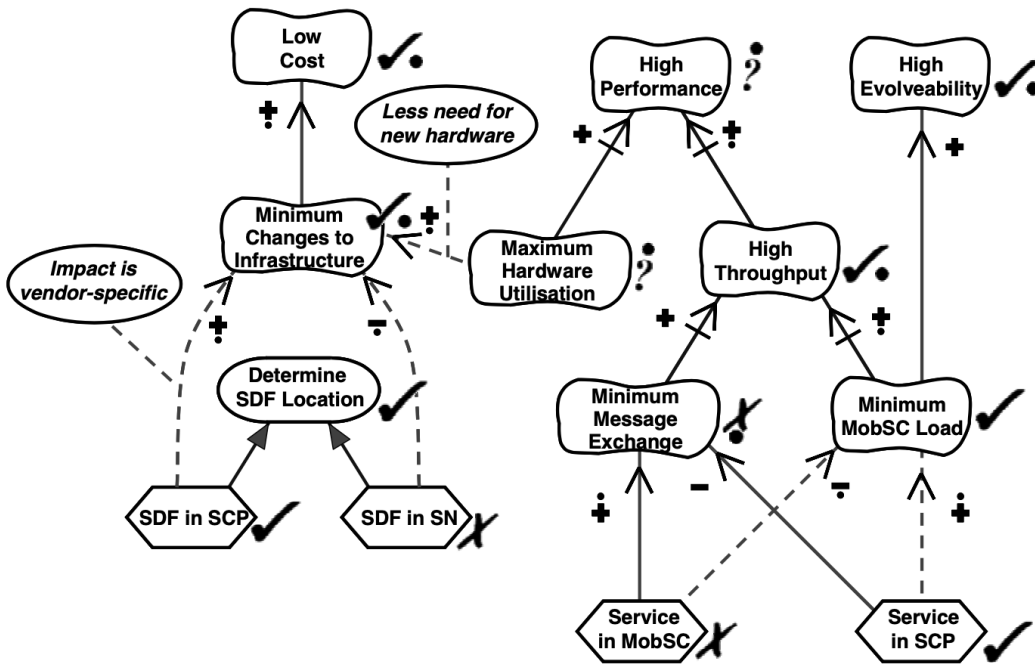 Low
Cost
High
Performance
High
Evolveability
Less need for
new hardware
Minimum
Changes to
Infrastructure
Maximum
Hardware
Utilisation
High
Throughput
Impact is
vendor-specific
Determine
SDF Location
Minimum
Message
Exchange
Minimum
MobSC Load
SDF in SCP
SDF in SN
Service
in MobSC
Service
in SCP